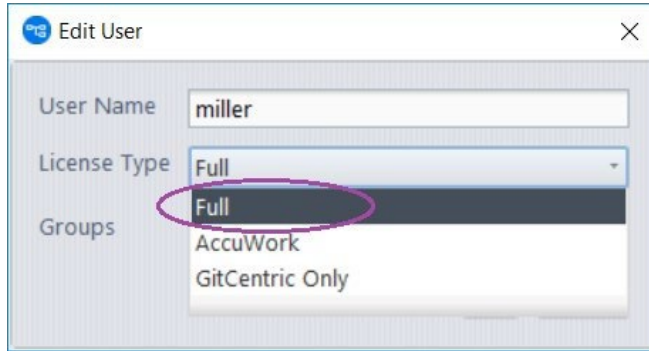 Edit User
User Name
miller
License Type
Full
Full
Groups
AccuWork
GitCentric Only